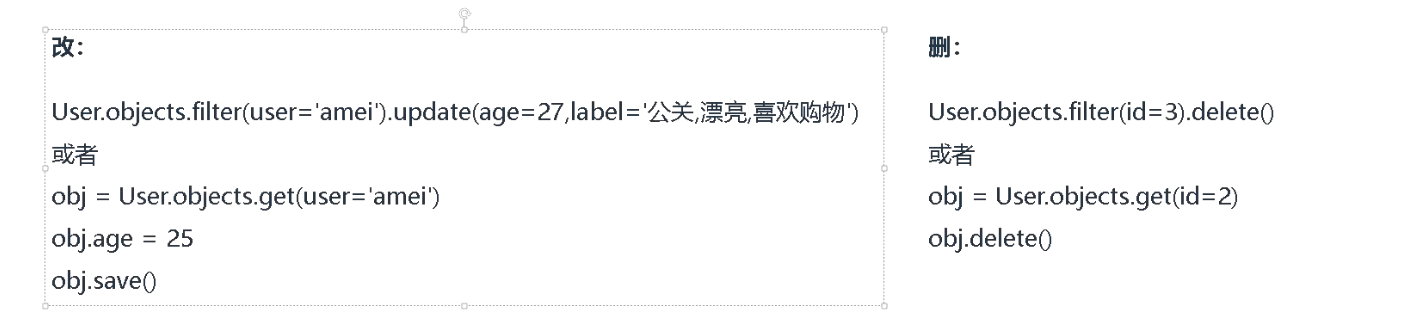 改：
User.objects.filter(user='amei').update(age=27,label='公关,漂亮,喜欢购物')
或者
obj = User.objects.get(user='amei')
obj.age = 25
obj.save()
删：
User.objects.filter(id=3).delete()
或者
obj = User.objects.get(id=2)
obj.delete()